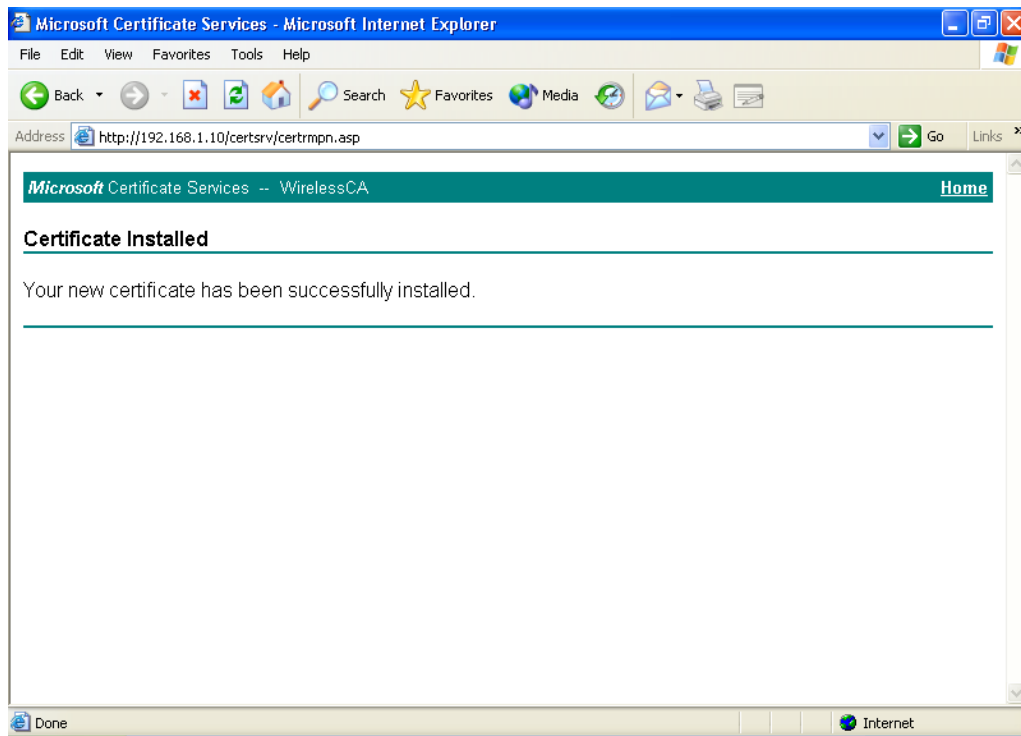 Microsoft Certificate Services - Microsoft Internet Explorer
File Edit View Favorites Tools Help
Back Search Favorites Media
Address http://192.168.1.10/certsrv/certrmpn.asp Go Links »
Microsoft Certificate Services -- WirelessCA Home
Certificate Installed
Your new certificate has been successfully installed.
Done Internet